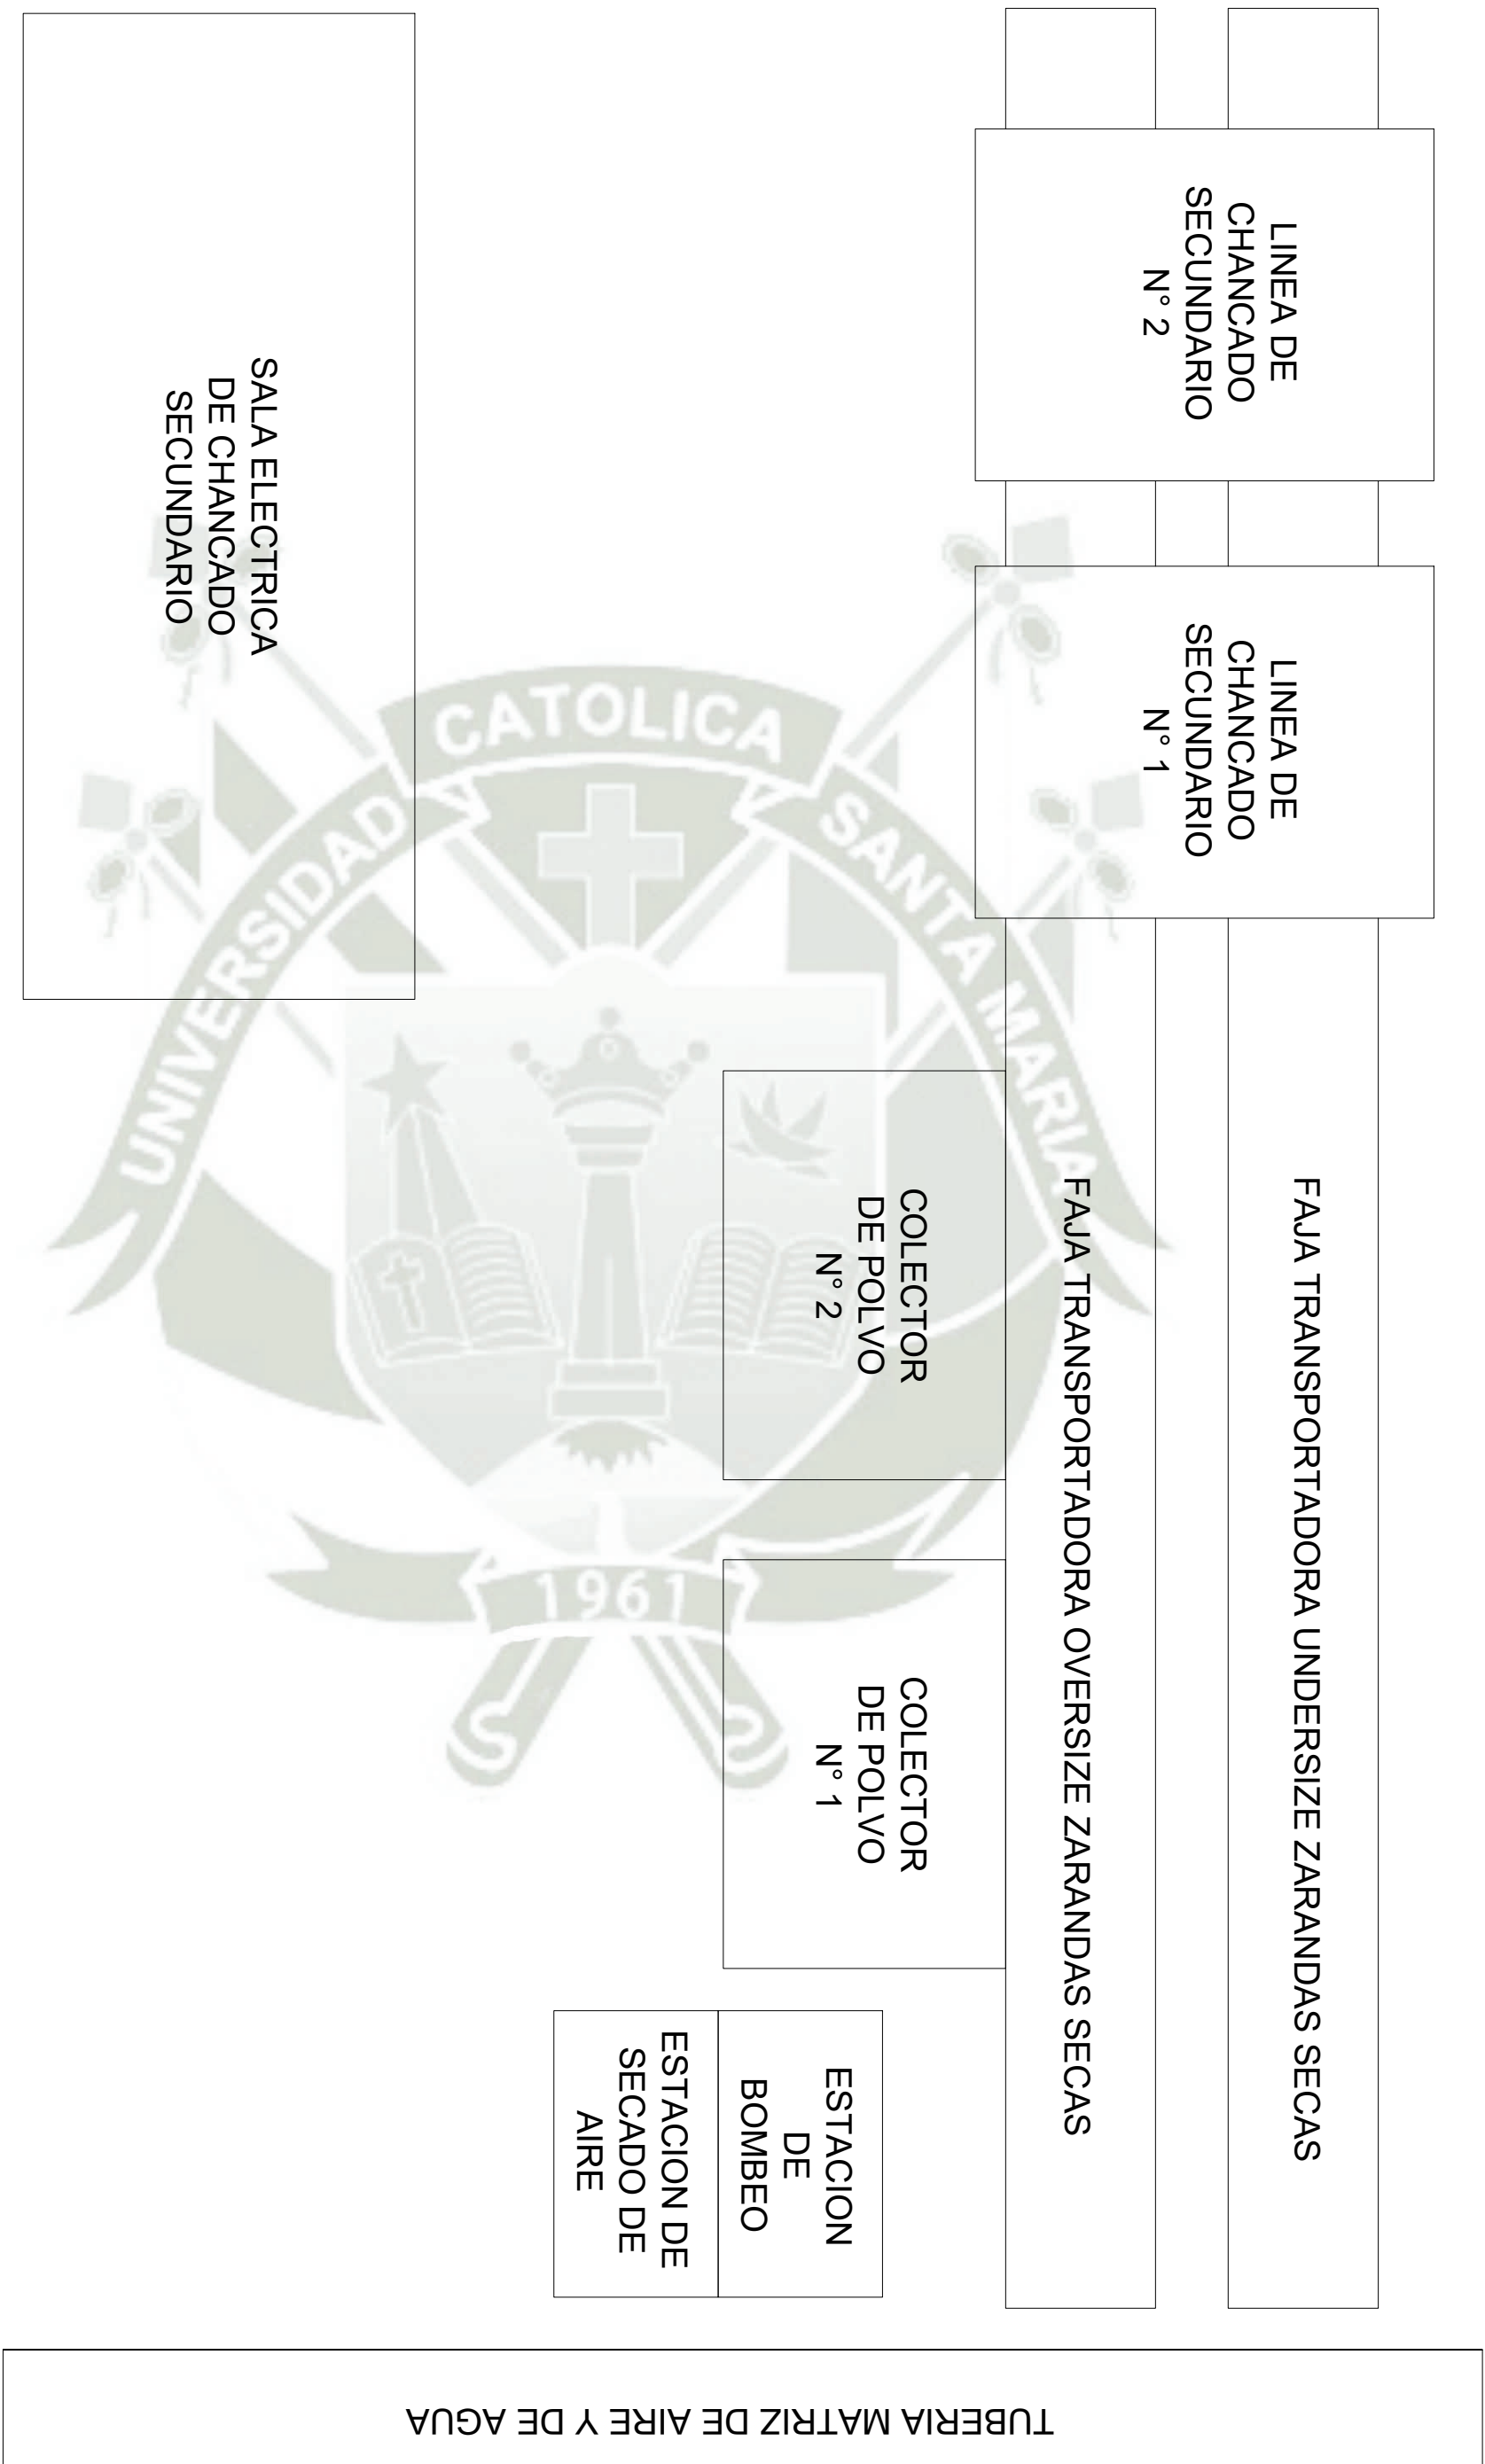 LINEA DE
CHANCADO
SECUNDARIO
N° 2
LINEA DE
CHANCADO
SECUNDARIO
N° 1
FAJA TRANSPORTADORA UNDERSIZE ZARANDAS SECAS
FAJA TRANSPORTADORA OVERSIZE ZARANDAS SECAS
COLECTOR
DE POLVO
N° 2
COLECTOR
DE POLVO
N° 1
ESTACION
DE
BOMBEO
ESTACION DE
SECADO DE
AIRE
SALA ELECTRICA
DE CHANCADO
SECUNDARIO
TUBERIA MATRIZ DE AIRE Y DE AGUA
UNIVERSIDAD CATOLICA SANTA MARIA
1961